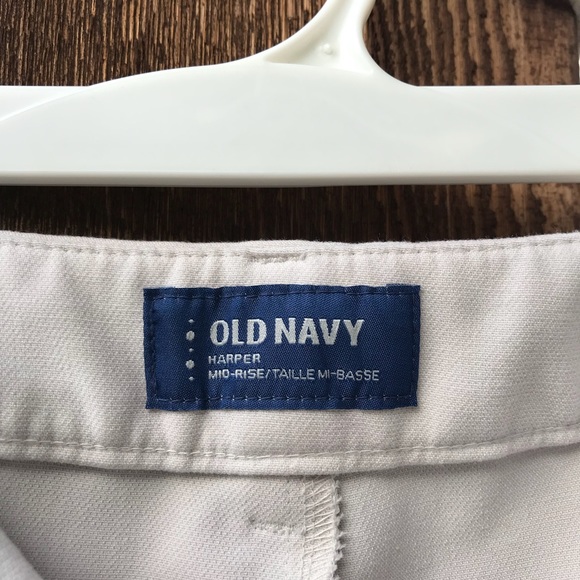 OLD NAVY
HARPER
MID-RISE/TAILLE MI-BASSE